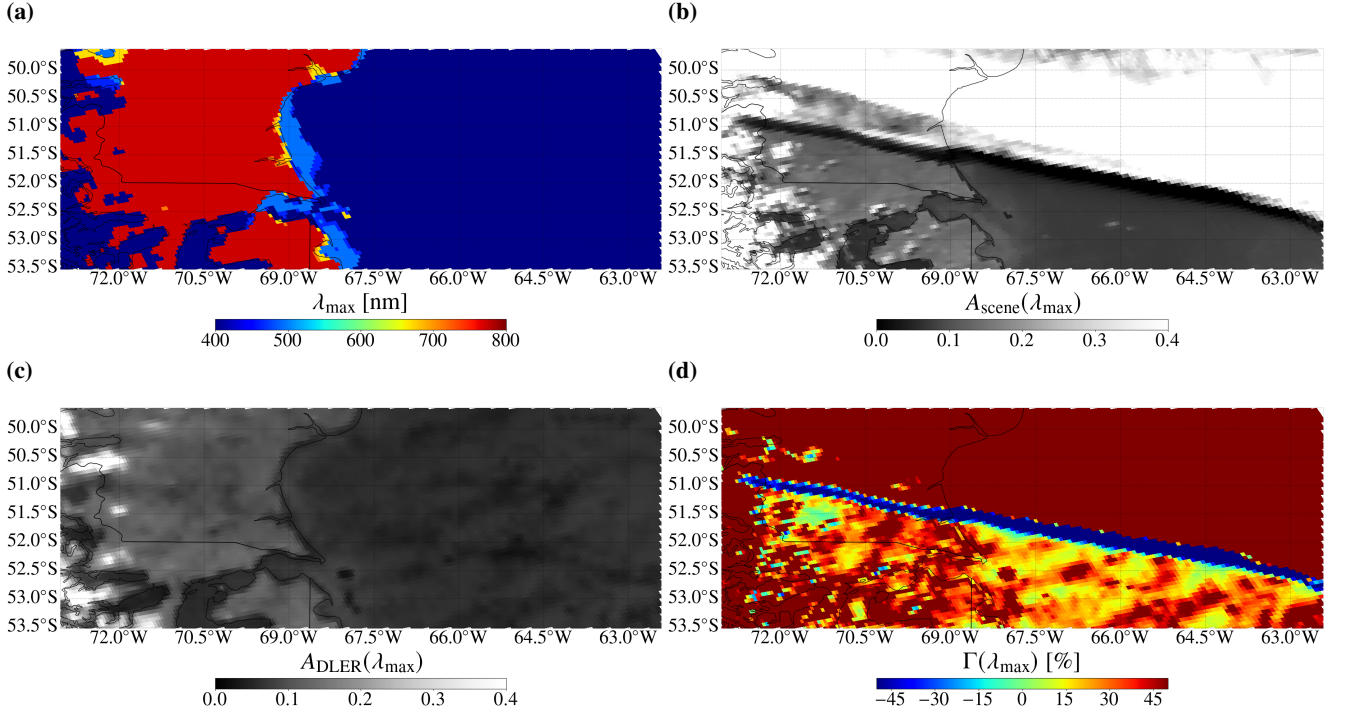 (a)
50.0°S
50.5°S
51.0°S
51.5°S
52.0°S
52.5°S
53.0°S
53.5°S
72.0°W 70.5°W 69.0°W 67.5°W 66.0°W 64.5°W 63.0°W
λmax [nm]
400 500 600 700 800
(b)
50.0°S
50.5°S
51.0°S
51.5°S
52.0°S
52.5°S
53.0°S
53.5°S
72.0°W 70.5°W 69.0°W 67.5°W 66.0°W 64.5°W 63.0°W
Ascene(λmax)
0.0 0.1 0.2 0.3 0.4
(c)
50.0°S
50.5°S
51.0°S
51.5°S
52.0°S
52.5°S
53.0°S
53.5°S
72.0°W 70.5°W 69.0°W 67.5°W 66.0°W 64.5°W 63.0°W
ADLER(λmax)
0.0 0.1 0.2 0.3 0.4
(d)
50.0°S
50.5°S
51.0°S
51.5°S
52.0°S
52.5°S
53.0°S
53.5°S
72.0°W 70.5°W 69.0°W 67.5°W 66.0°W 64.5°W 63.0°W
Γ(λmax) [%]
−45 −30 −15 0 15 30 45